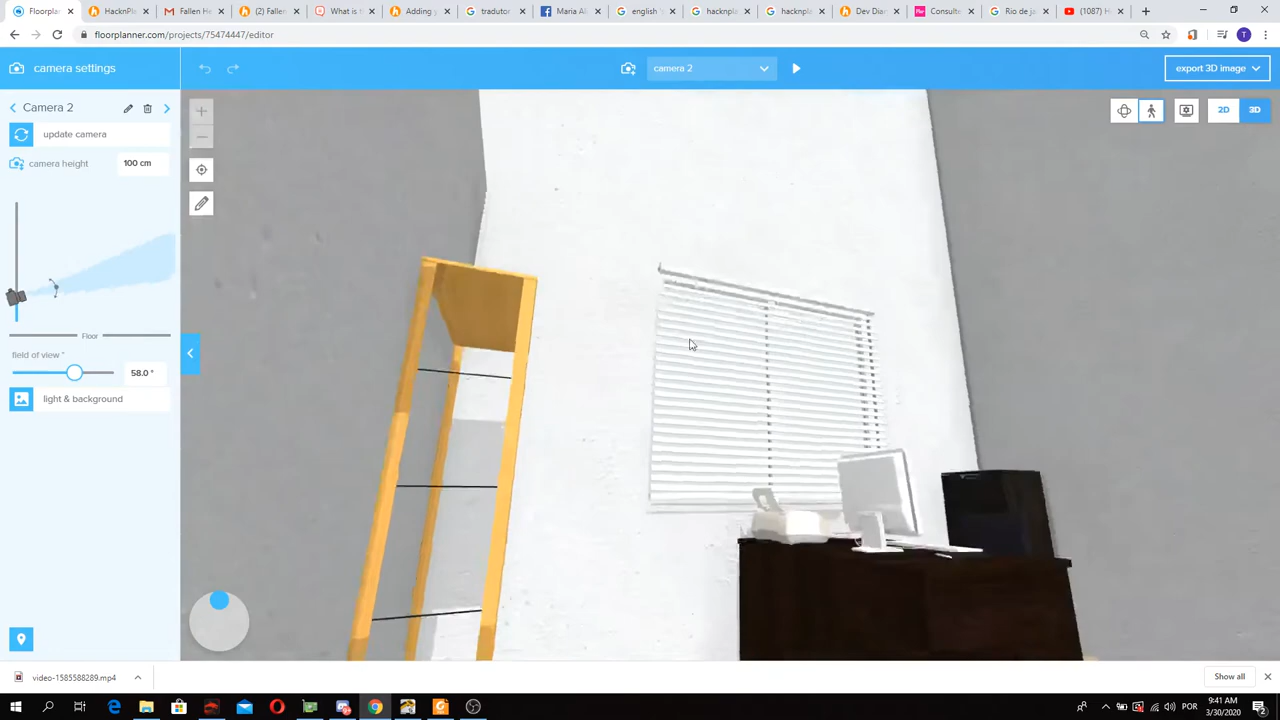 Floorplan
HacknPl
Fallen He
(2) Fallen
What is t
Adding y
tradutor
Maria Al
english
hacknpl
hacknpl
Dev Diar
Consulte
Rio de ja
(1087) H
floorplanner.com/projects/75474447/editor
T
camera settings
camera 2
export 3D image
Camera 2
update camera
camera height
100 cm
2D
3D
Floor
field of view °
58.0 °
light & background
video-1585588289.mp4
Show all
POR
9:41 AM
3/30/2020
2